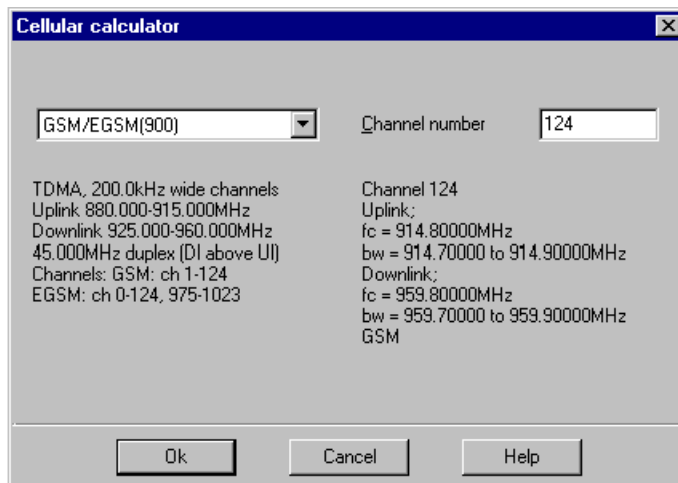 Cellular calculator
GSM/EGSM(900)
Channel number
124
TDMA, 200.0kHz wide channels
Uplink 880.000-915.000MHz
Downlink 925.000-960.000MHz
45.000MHz duplex (Dl above Ul)
Channels: GSM: ch 1-124
EGSM: ch 0-124, 975-1023
Channel 124
Uplink;
fc = 914.80000MHz
bw = 914.70000 to 914.90000MHz
Downlink;
fc = 959.80000MHz
bw = 959.70000 to 959.90000MHz
GSM
Ok
Cancel
Help